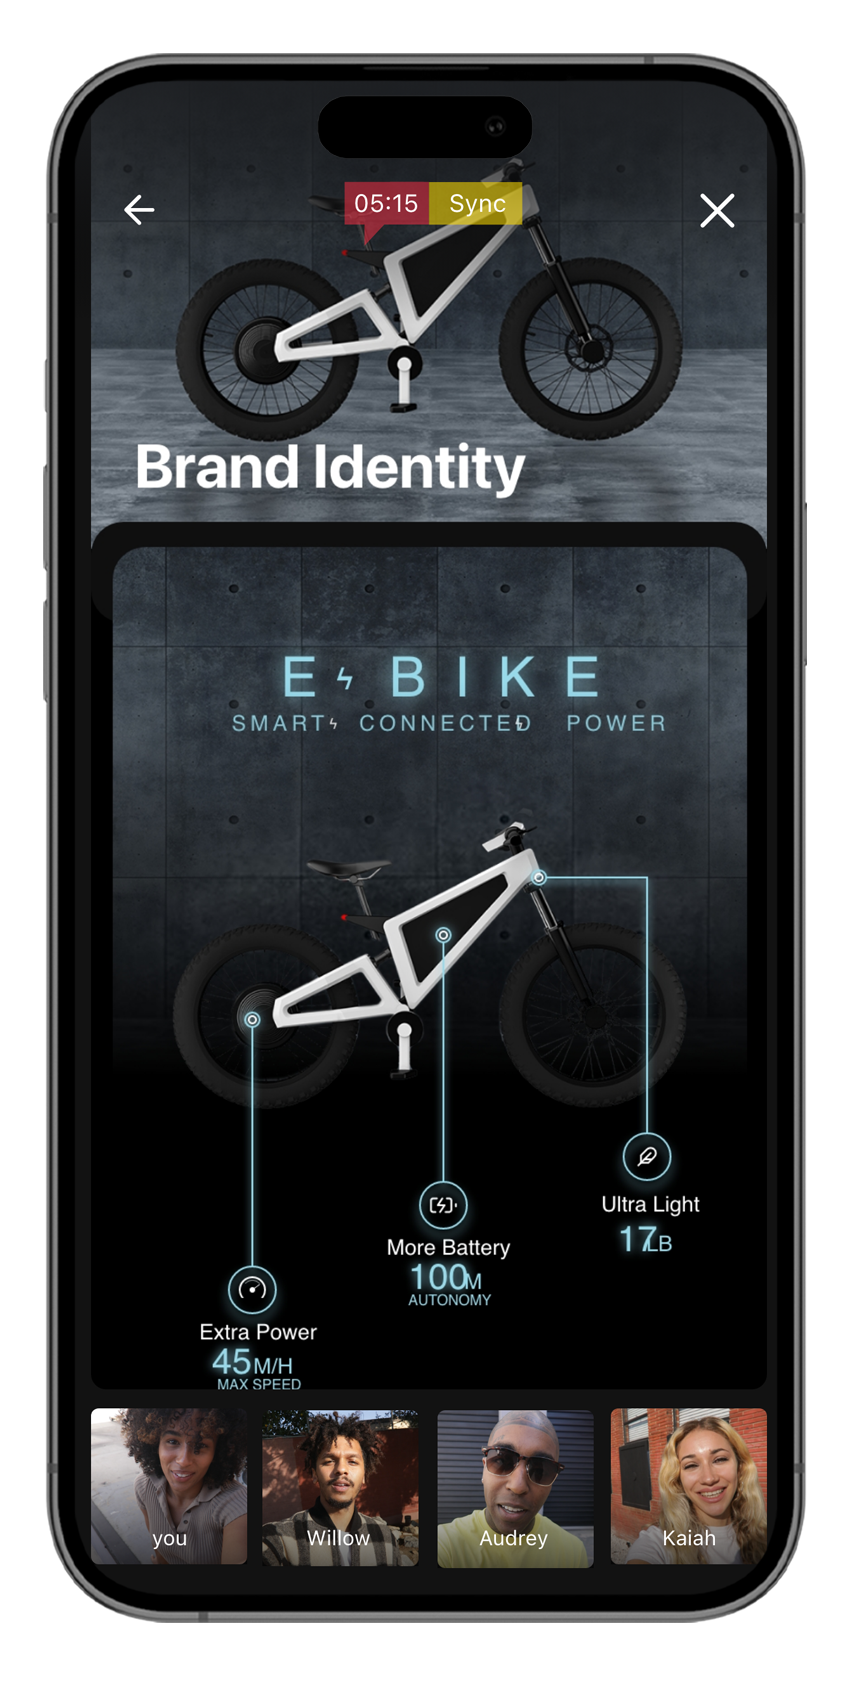 05:15 Sync
Brand Identity
E BIKE
SMART CONNECTED POWER
Ultra Light
17LB
More Battery
100M
AUTONOMY
Extra Power
45M/H
MAX SPEED
you Willow Audrey Kaiah